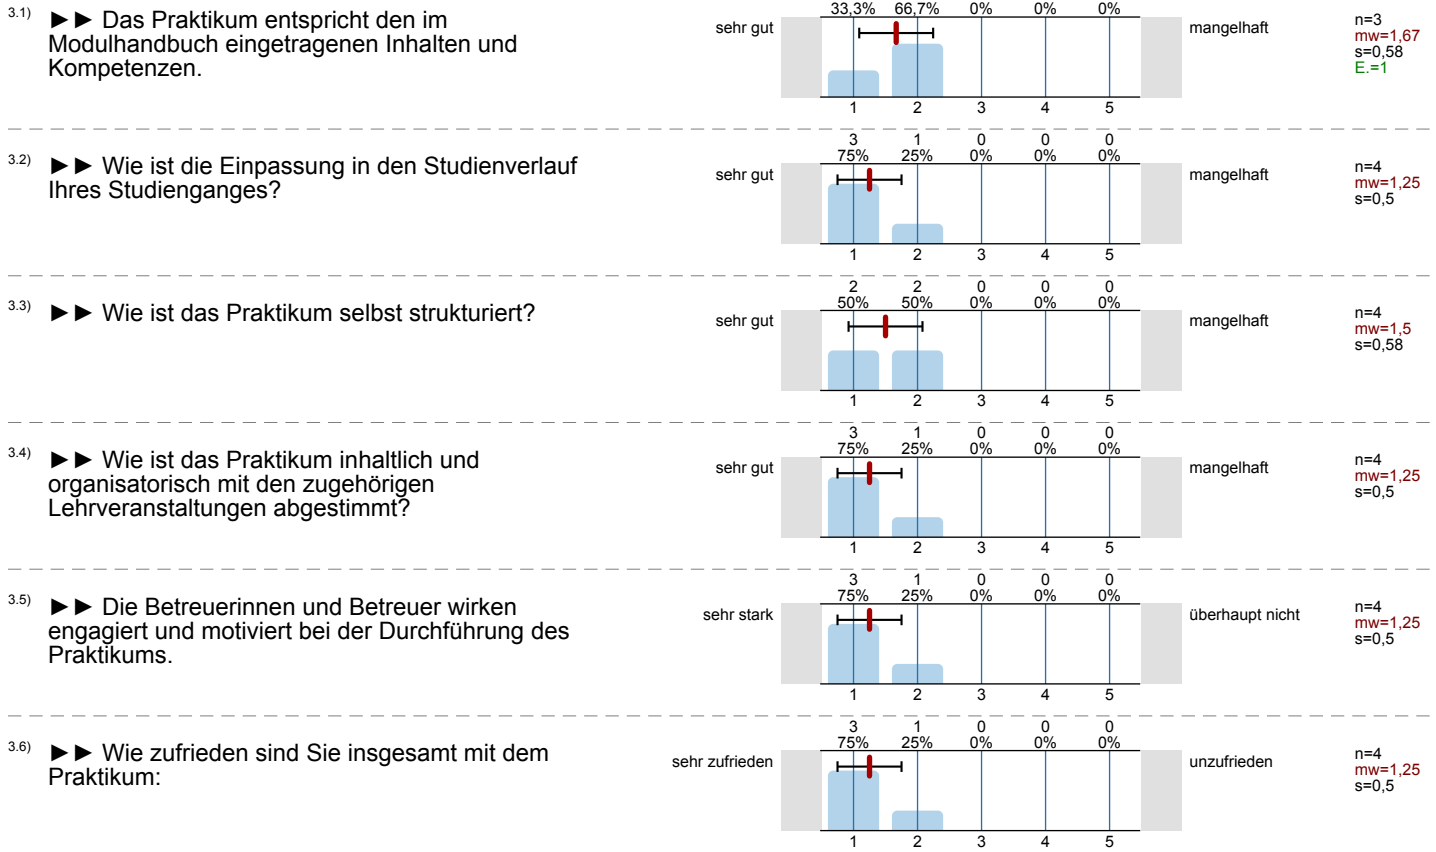 3.1) ►► Das Praktikum entspricht den im
Modulhandbuch eingetragenen Inhalten und
Kompetenzen.
33,3% 66,7% 0% 0% 0%
sehr gut
mangelhaft
1 2 3 4 5
n=3
mw=1,67
s=0,58
E.=1
3.2) ►► Wie ist die Einpassung in den Studienverlauf
Ihres Studienganges?
3 1 0 0 0
75% 25% 0% 0% 0%
sehr gut
mangelhaft
1 2 3 4 5
n=4
mw=1,25
s=0,5
3.3) ►► Wie ist das Praktikum selbst strukturiert?
2 2 0 0 0
50% 50% 0% 0% 0%
sehr gut
mangelhaft
1 2 3 4 5
n=4
mw=1,5
s=0,58
3.4) ►► Wie ist das Praktikum inhaltlich und
organisatorisch mit den zugehörigen
Lehrveranstaltungen abgestimmt?
3 1 0 0 0
75% 25% 0% 0% 0%
sehr gut
mangelhaft
1 2 3 4 5
n=4
mw=1,25
s=0,5
3.5) ►► Die Betreuerinnen und Betreuer wirken
engagiert und motiviert bei der Durchführung des
Praktikums.
3 1 0 0 0
75% 25% 0% 0% 0%
sehr stark
überhaupt nicht
1 2 3 4 5
n=4
mw=1,25
s=0,5
3.6) ►► Wie zufrieden sind Sie insgesamt mit dem
Praktikum:
3 1 0 0 0
75% 25% 0% 0% 0%
sehr zufrieden
unzufrieden
1 2 3 4 5
n=4
mw=1,25
s=0,5